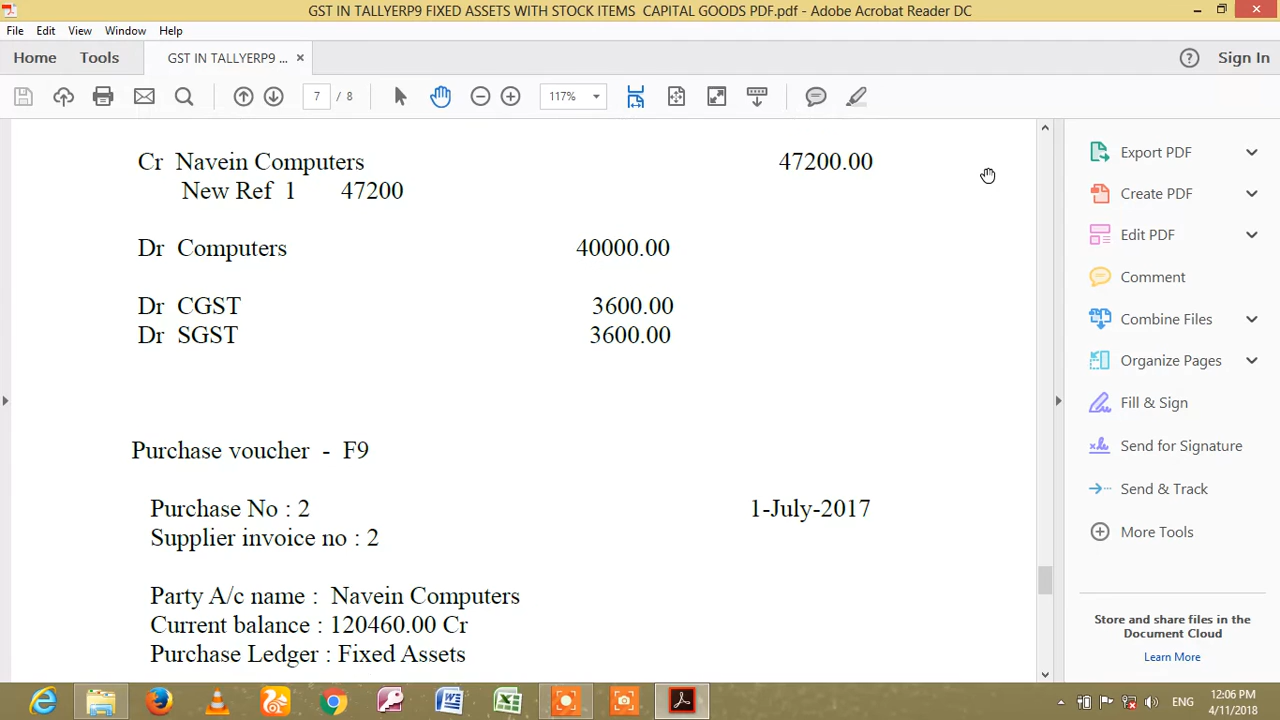 GST IN TALLYERP9 FIXED ASSETS WITH STOCK ITEMS  CAPITAL GOODS PDF.pdf - Adobe Acrobat Reader DC
File Edit View Window Help
Home Tools GST IN TALLYERP9 ... × Sign In
7 / 8 117%
Cr Navein Computers 47200.00
New Ref 1 47200
Dr Computers 40000.00
Dr CGST 3600.00
Dr SGST 3600.00
Purchase voucher - F9
Purchase No : 2 1-July-2017
Supplier invoice no : 2
Party A/c name : Navein Computers
Current balance : 120460.00 Cr
Purchase Ledger : Fixed Assets
Export PDF
Create PDF
Edit PDF
Comment
Combine Files
Organize Pages
Fill & Sign
Send for Signature
Send & Track
More Tools
Store and share files in the
Document Cloud
Learn More
ENG 12:06 PM
4/11/2018